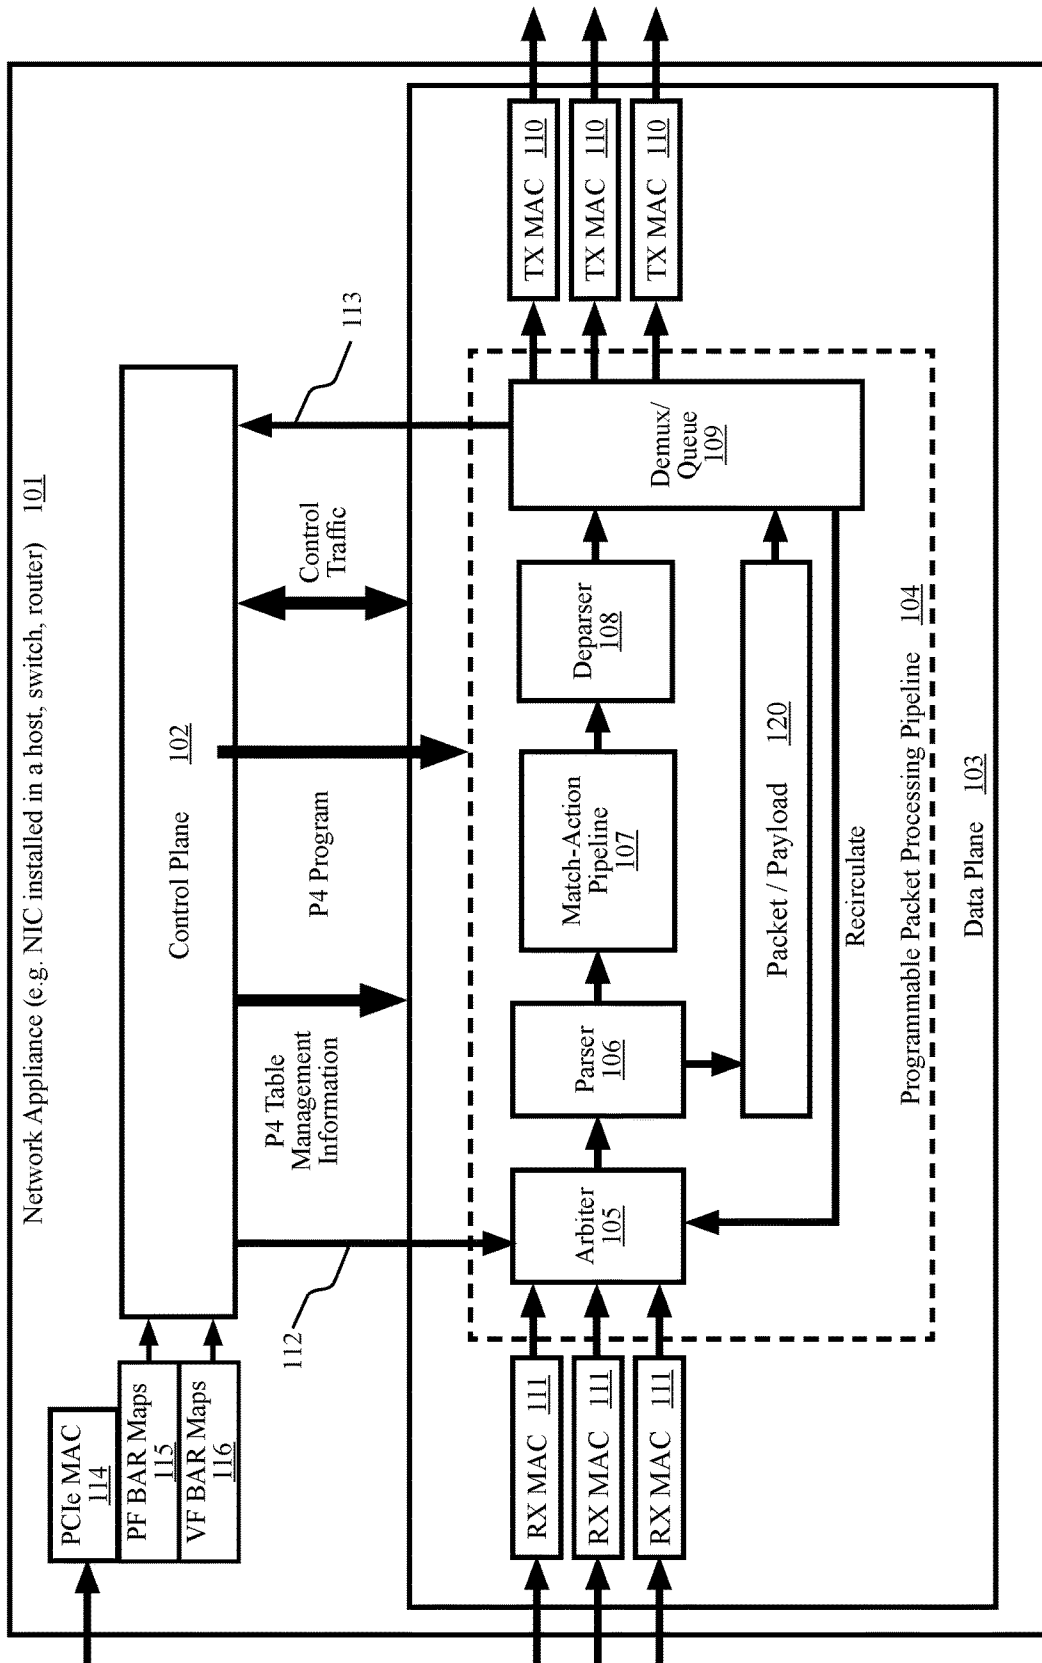 Network Appliance (e.g. NIC installed in a host, switch, router) 101
PCIe MAC
114
PF BAR Maps
115
VF BAR Maps
116
Control Plane 102
112
P4 Table
Management
Information
P4 Program
Control
Traffic
113
RX MAC 111
RX MAC 111
RX MAC 111
Arbiter
105
Parser
106
Match-Action
Pipeline
107
Deparser
108
Demux/
Queue
109
TX MAC 110
TX MAC 110
TX MAC 110
Packet / Payload 120
Recirculate
Programmable Packet Processing Pipeline 104
Data Plane 103